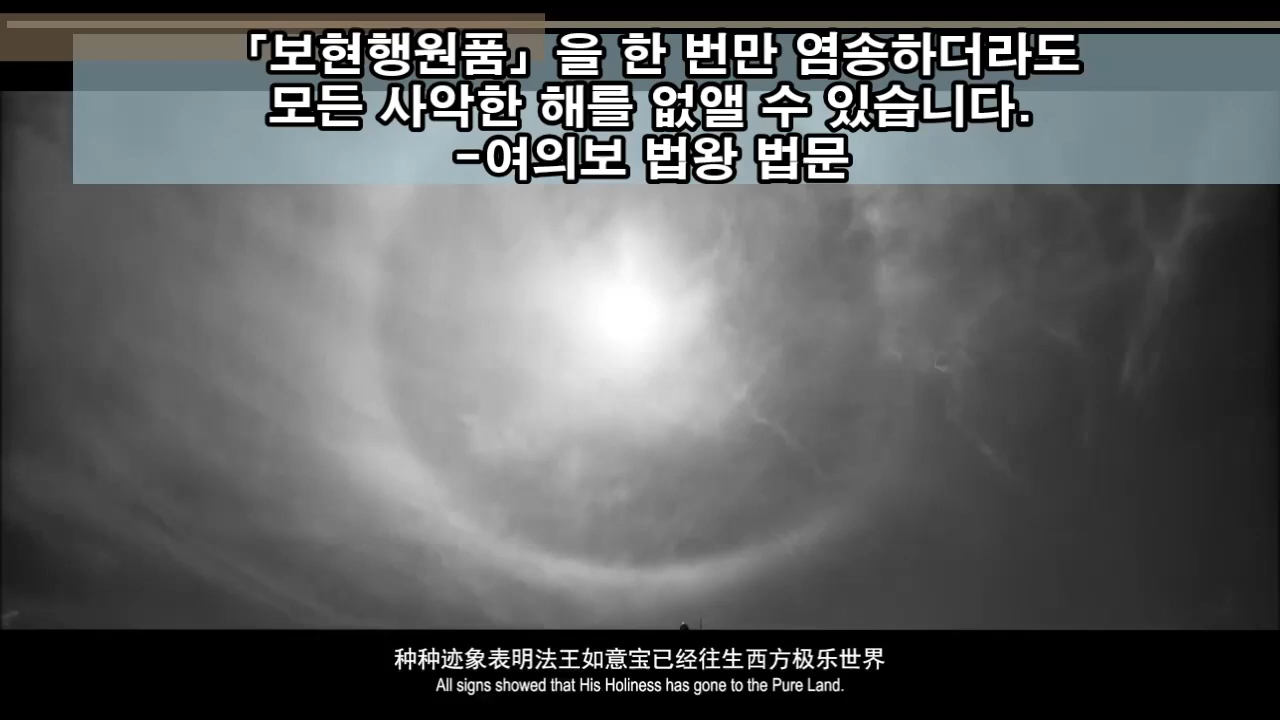 「보현행원품」을 한 번만 염송하더라도
모든 사악한 해를 없앨 수 있습니다.
-여의보 법왕 법문
种种迹象表明法王如意宝已经往生西方极乐世界
All signs showed that His Holiness has gone to the Pure Land.